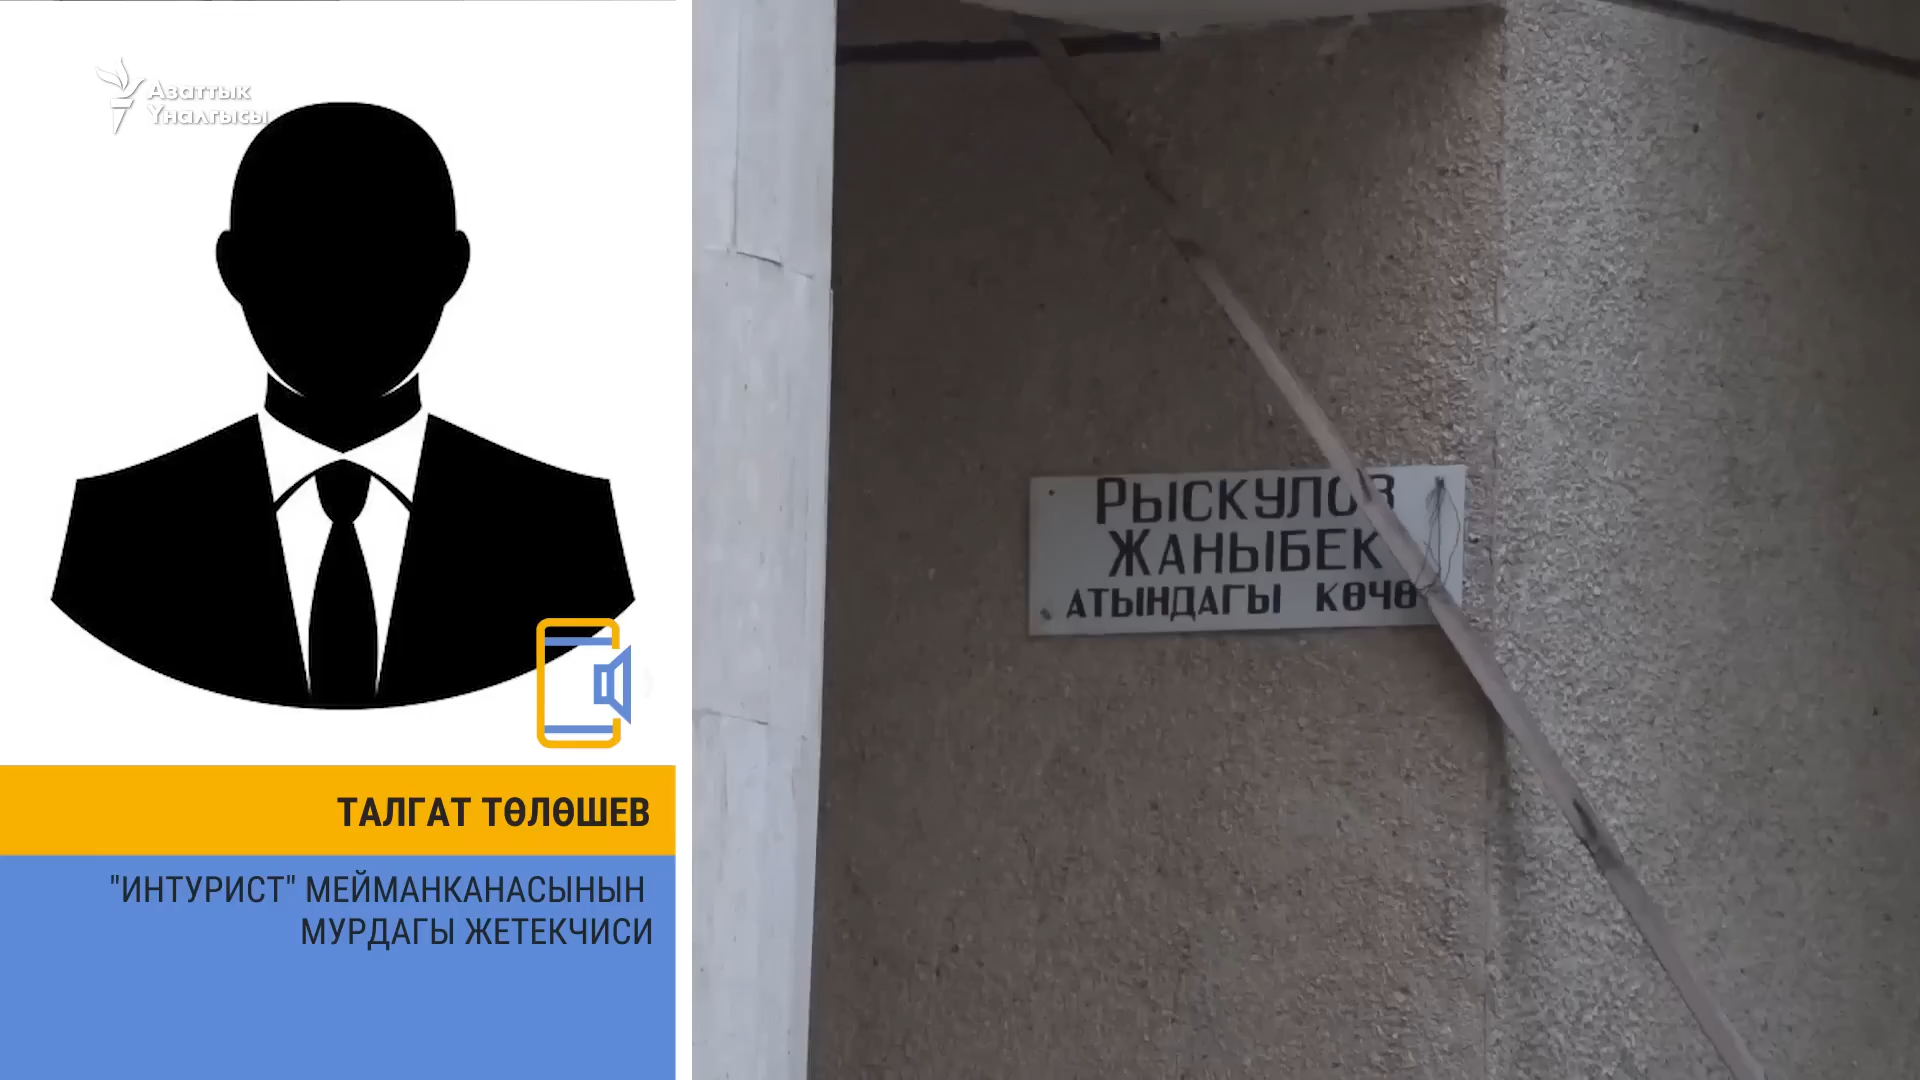 Азаттык
Үналгысы
ТАЛГАТ ТӨЛӨШЕВ
"ИНТУРИСТ" МЕЙМАНКАНАСЫНЫН
МУРДАГЫ ЖЕТЕКЧИСИ
РЫСКУЛОВ
ЖАНЫБЕК
АТЫНДАГЫ КӨЧӨ